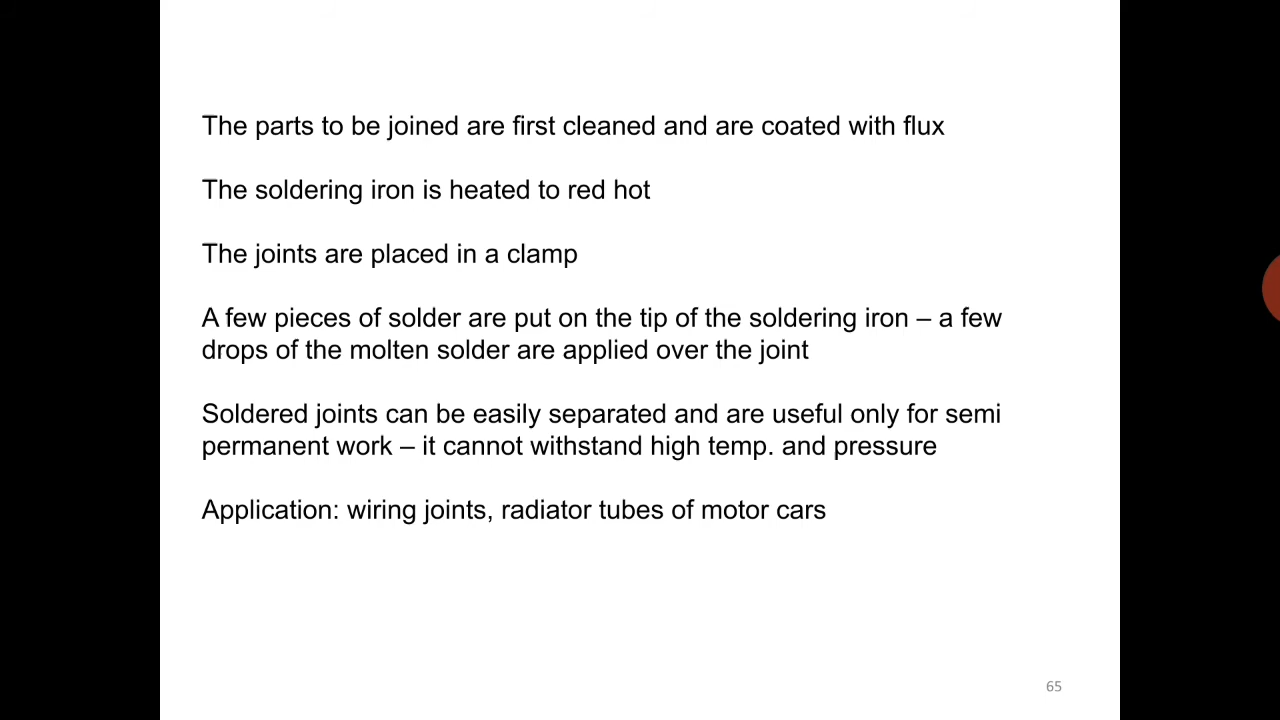 The parts to be joined are first cleaned and are coated with flux
The soldering iron is heated to red hot
The joints are placed in a clamp
A few pieces of solder are put on the tip of the soldering iron – a few
drops of the molten solder are applied over the joint
Soldered joints can be easily separated and are useful only for semi
permanent work – it cannot withstand high temp. and pressure
Application: wiring joints, radiator tubes of motor cars
65